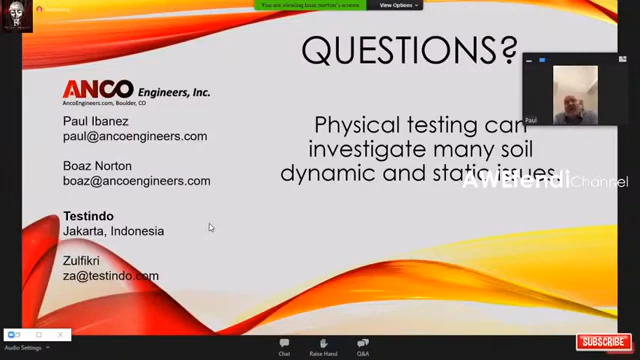 You are viewing boaz norton's screen
View Options
QUESTIONS?
ANCO Engineers, Inc.
AncoEngineers.com, Boulder, CO
Paul Ibanez
paul@ancoengineers.com
Boaz Norton
boaz@ancoengineers.com
Testindo
Jakarta, Indonesia
Zulfikri
za@testindo.com
Paul
Physical testing can
investigate many soil
dynamic and static issues.
AWEfendi Channel
Audio Settings
Chat
Raise Hand
Q&A
SUBSCRIBE